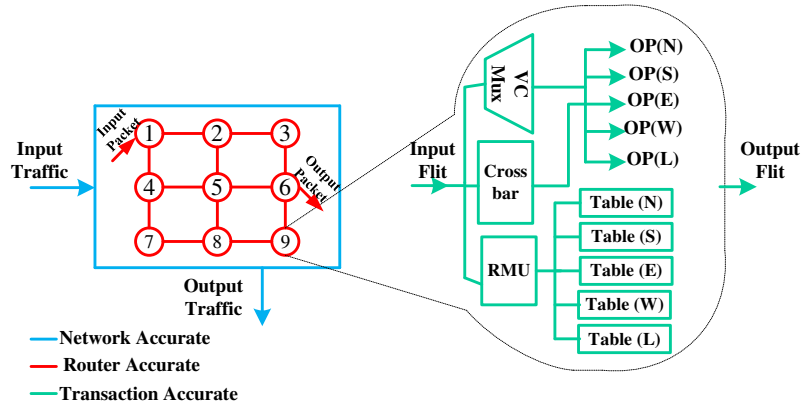 Input
Traffic
Input
Packet
1
2
3
4
5
6
7
8
9
Output
Packet
Output
Traffic
Network Accurate
Router Accurate
Transaction Accurate
Input
Flit
VC
Mux
Cross
bar
RMU
OP(N)
OP(S)
OP(E)
OP(W)
OP(L)
Table (N)
Table (S)
Table (E)
Table (W)
Table (L)
Output
Flit